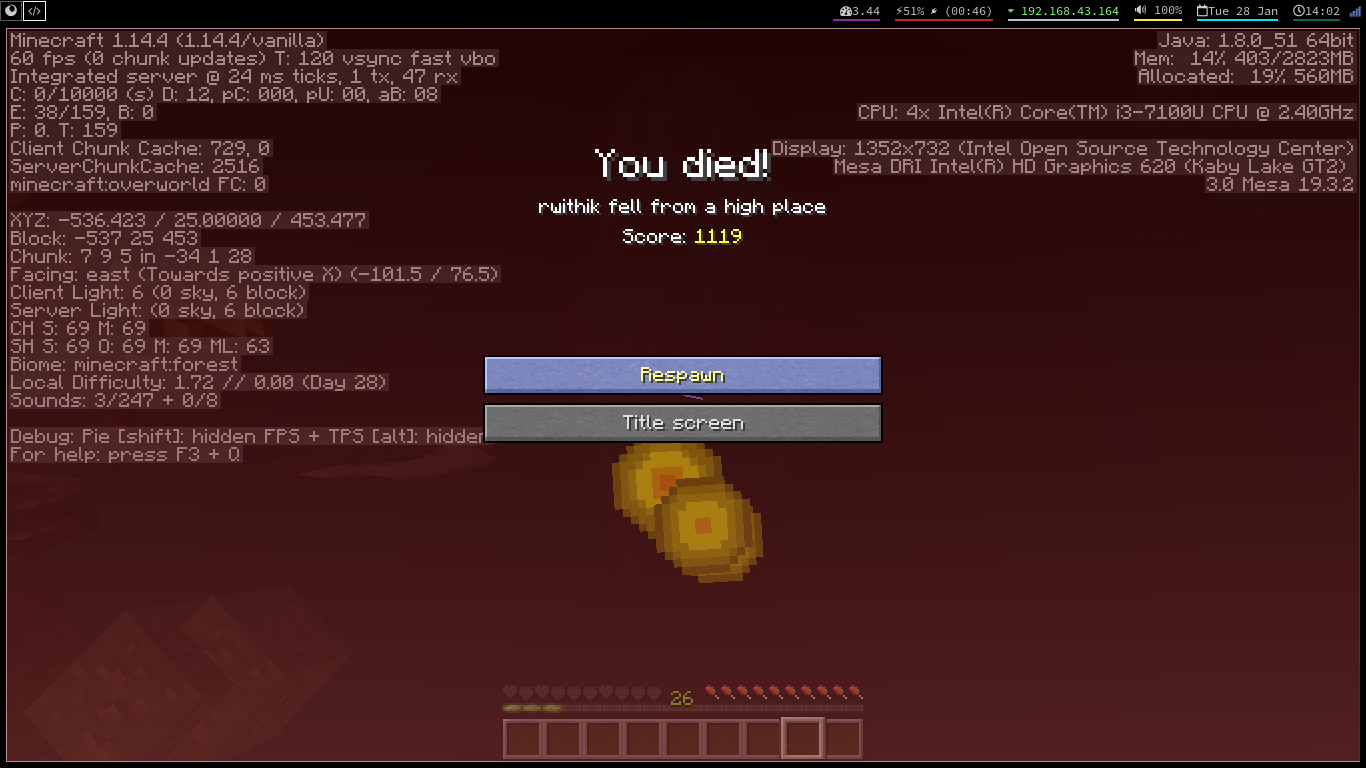 3.44 51% (00:46) 192.168.43.164 100% Tue 28 Jan 14:02
Minecraft 1.14.4 (1.14.4/vanilla)
60 fps (0 chunk updates) T: 120 vsync fast vbo
Integrated server @ 24 ms ticks, 1 tx, 47 rx
C: 0/10000 (s) D: 12, pC: 000, pU: 00, aB: 08
E: 38/159, B: 0
P: 0. T: 159
Client Chunk Cache: 729, 0
ServerChunkCache: 2516
minecraft:overworld FC: 0
XYZ: -536.423 / 25.00000 / 453.477
Block: -537 25 453
Chunk: 7 9 5 in -34 1 28
Facing: east (Towards positive X) (-101.5 / 76.5)
Client Light: 6 (0 sky, 6 block)
Server Light: (0 sky, 6 block)
CH S: 69 M: 69
SH S: 69 O: 69 M: 69 ML: 63
Biome: minecraft:forest
Local Difficulty: 1.72 // 0.00 (Day 28)
Sounds: 3/247 + 0/8
Debug: Pie [shift]: hidden FPS + TPS [alt]: hidden
For help: press F3 + Q
Java: 1.8.0_51 64bit
Mem: 14% 403/2823MB
Allocated: 19% 560MB
CPU: 4x Intel(R) Core(TM) i3-7100U CPU @ 2.40GHz
Display: 1352x732 (Intel Open Source Technology Center)
Mesa DRI Intel(R) HD Graphics 620 (Kaby Lake GT2)
3.0 Mesa 19.3.2
You died!
rwithik fell from a high place
Score: 1119
Respawn
Title screen
26